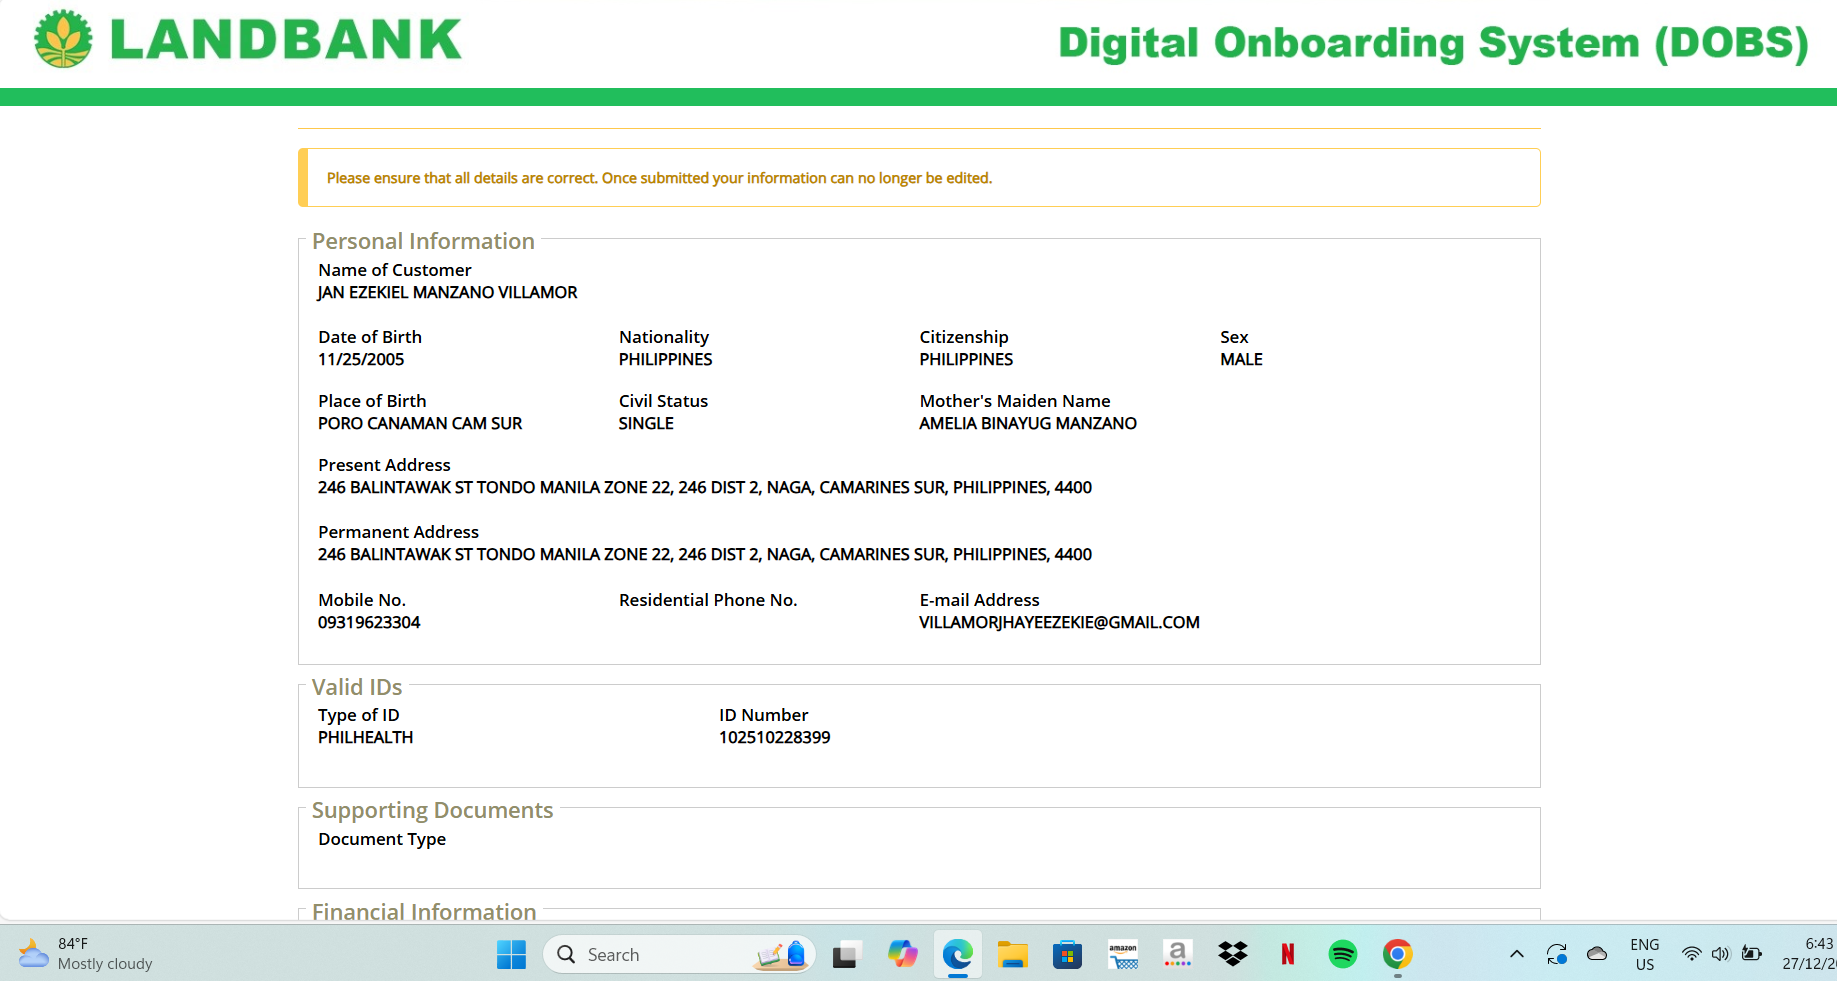 LANDBANK
Digital Onboarding System (DOBS)
Please ensure that all details are correct. Once submitted your information can no longer be edited.
Personal Information
Name of Customer
JAN EZEKIEL MANZANO VILLAMOR
Date of Birth Nationality Citizenship Sex
11/25/2005 PHILIPPINES PHILIPPINES MALE
Place of Birth Civil Status Mother's Maiden Name
PORO CANAMAN CAM SUR SINGLE AMELIA BINAYUG MANZANO
Present Address
246 BALINTAWAK ST TONDO MANILA ZONE 22, 246 DIST 2, NAGA, CAMARINES SUR, PHILIPPINES, 4400
Permanent Address
246 BALINTAWAK ST TONDO MANILA ZONE 22, 246 DIST 2, NAGA, CAMARINES SUR, PHILIPPINES, 4400
Mobile No. Residential Phone No. E-mail Address
09319623304 VILLAMORJHAYEEZEKIE@GMAIL.COM
Valid IDs
Type of ID ID Number
PHILHEALTH 102510228399
Supporting Documents
Document Type
Financial Information
84°F
Mostly cloudy
Search
amazon
a
N
ENG
US
6:43
27/12/2